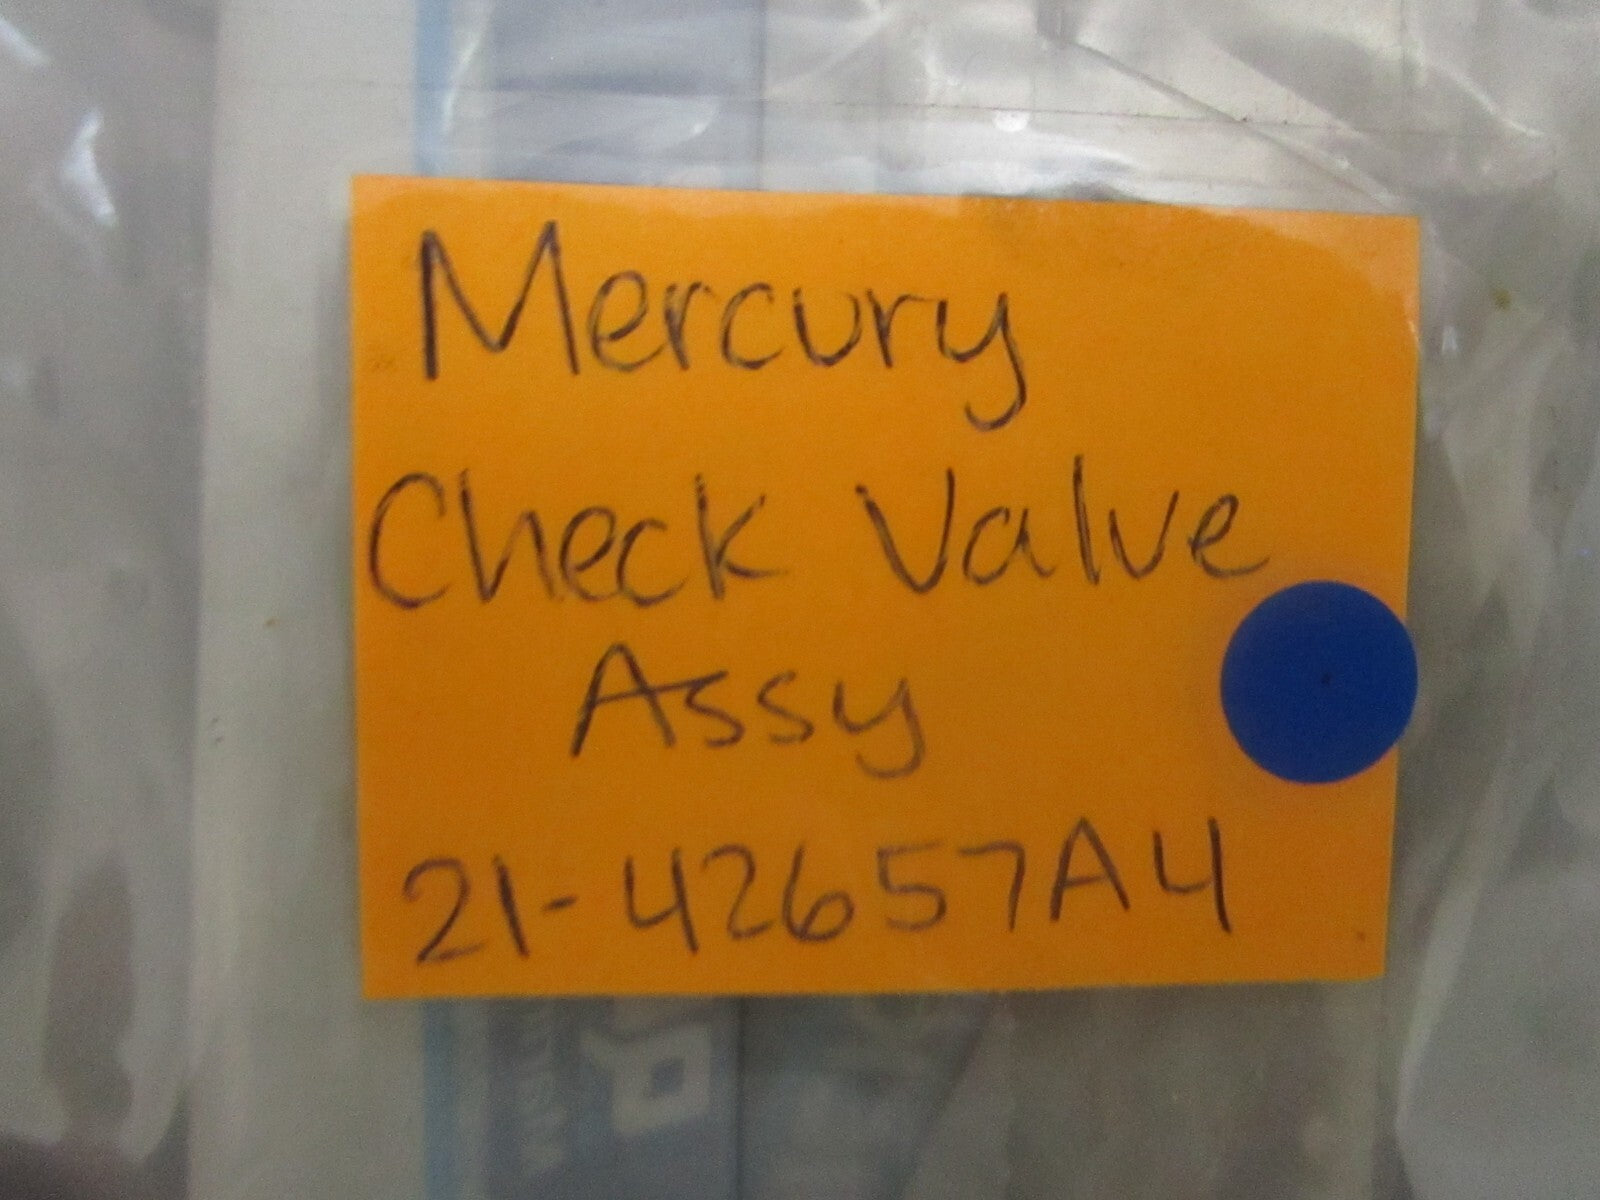 Mercury
Check Valve
Assy
21-42657A4